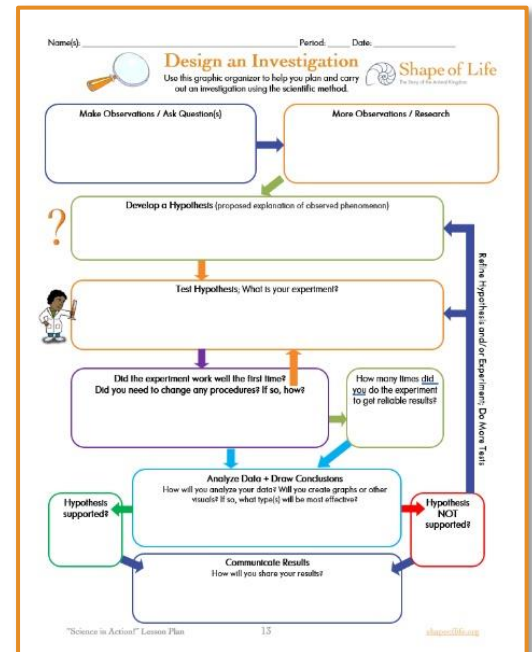 Name(s): Period: Date:
Design an Investigation
Use this graphic organizer to help you plan and carry
out an investigation using the scientific method.
Shape of Life
The Story of the Animal Kingdom
Make Observations / Ask Question(s)
More Observations / Research
Develop a Hypothesis (proposed explanation of observed phenomenon)
?
Test Hypothesis; What is your experiment?
Refine Hypothesis and/or Experiment; Do More Tests
Did the experiment work well the first time?
Did you need to change any procedures? If so, how?
How many times did
you do the experiment
to get reliable results?
Analyze Data + Draw Conclusions
How will you analyze your data? Will you create graphs or other
visuals? If so, what type(s) will be most effective?
Hypothesis
supported?
Hypothesis
NOT
supported?
Communicate Results
How will you share your results?
"Science in Action!" Lesson Plan
13
shapeoflife.org